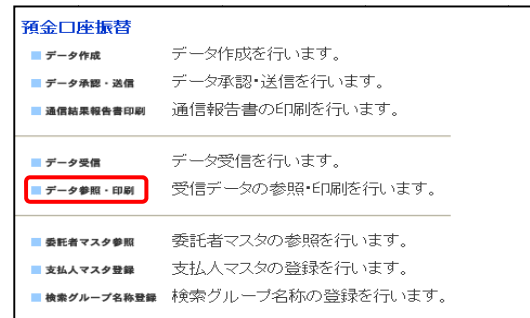 預金口座振替
データ作成 データ作成を行います。
データ承認・送信 データ承認・送信を行います。
通信結果報告書印刷 通信報告書の印刷を行います。
データ受信 データ受信を行います。
データ参照・印刷 受信データの参照・印刷を行います。
委託者マスタ参照 委託者マスタの参照を行います。
支払人マスタ登録 支払人マスタの登録を行います。
検索グループ名称登録 検索グループ名称の登録を行います。